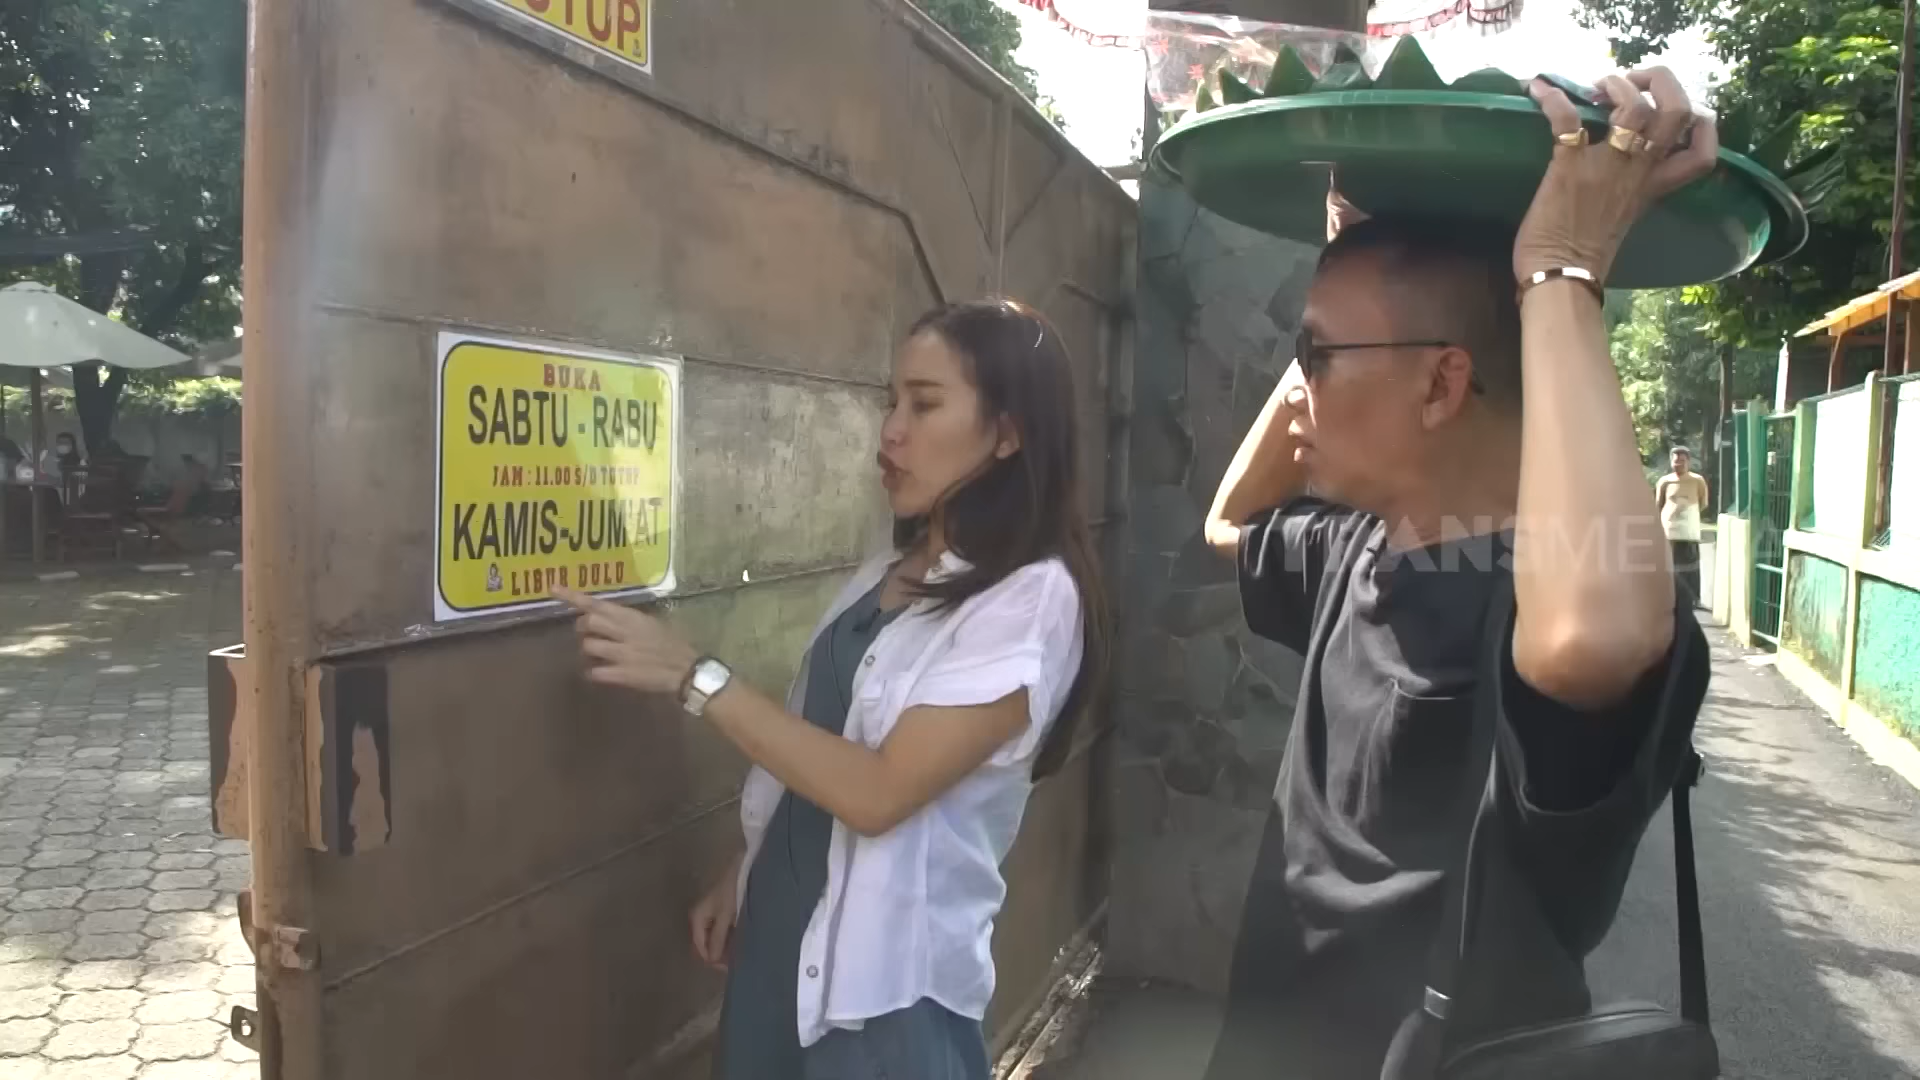 TUTUP
BUKA
SABTU - RABU
JAM : 11.00 S/D TUTUP
KAMIS-JUM'AT
LIBUR DULU
TRANSMEDIA